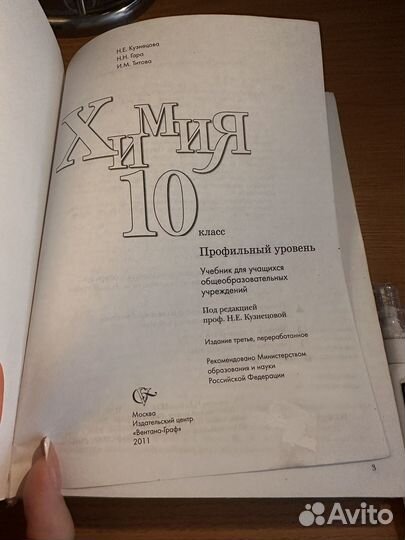 Н.Е. Кузнецова
Н.Н. Гара
И.М. Титова
Химия
10
класс
Профильный уровень
Учебник для учащихся
общеобразовательных
учреждений
Под редакцией
проф. Н.Е. Кузнецовой
Издание третье, переработанное
Рекомендовано Министерством
образования и науки
Российской Федерации
Москва
Издательский центр
«Вентана-Граф»
2011
3
Avito